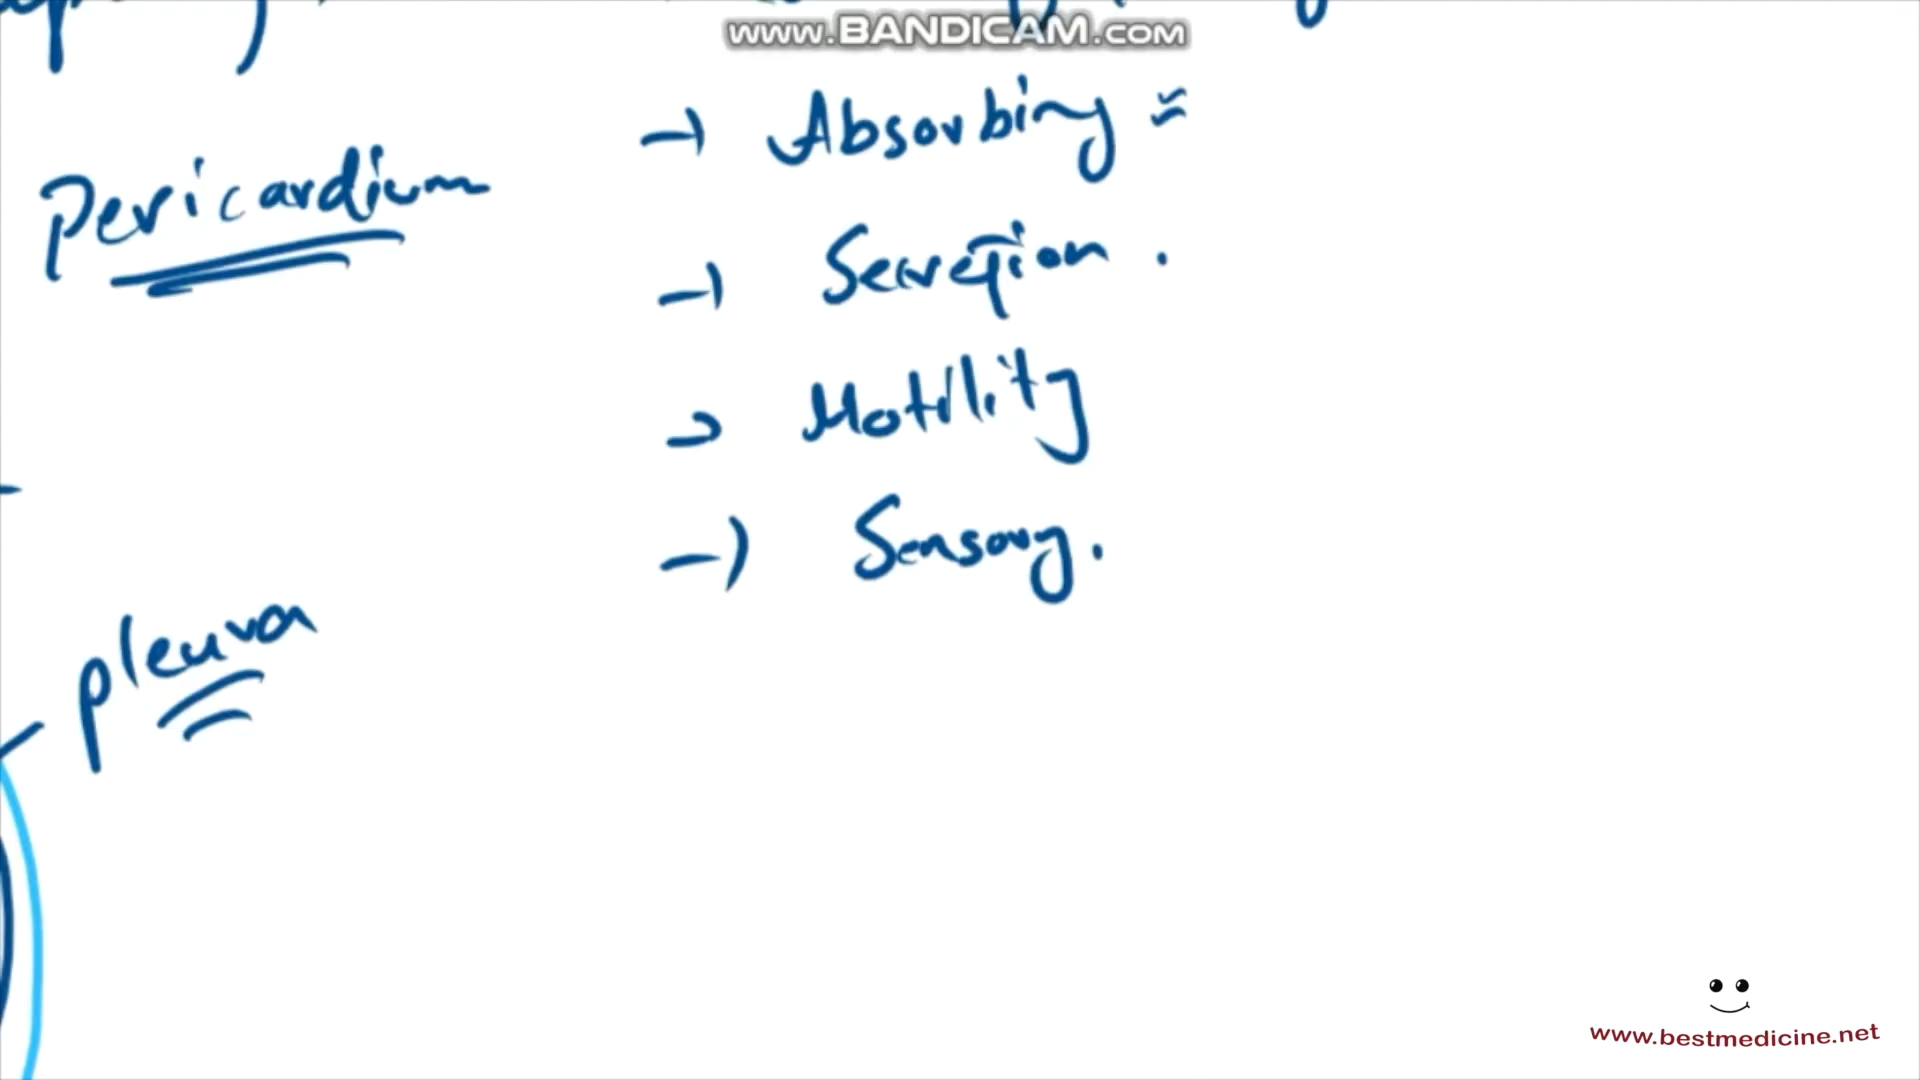 www.BANDICAM.com
Pericardium
→ Absorbing
→ Secretion.
→ Motility
→ Sensory.
pleura
www.bestmedicine.net